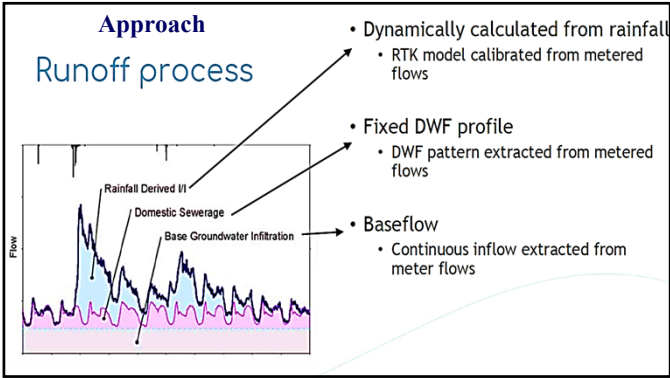 Approach
Runoff process
• Dynamically calculated from rainfall
• RTK model calibrated from metered
flows
• Fixed DWF profile
• DWF pattern extracted from metered
flows
• Baseflow
• Continuous inflow extracted from
meter flows
Rainfall Derived I/I
Domestic Sewerage
Base Groundwater Infiltration
Flow